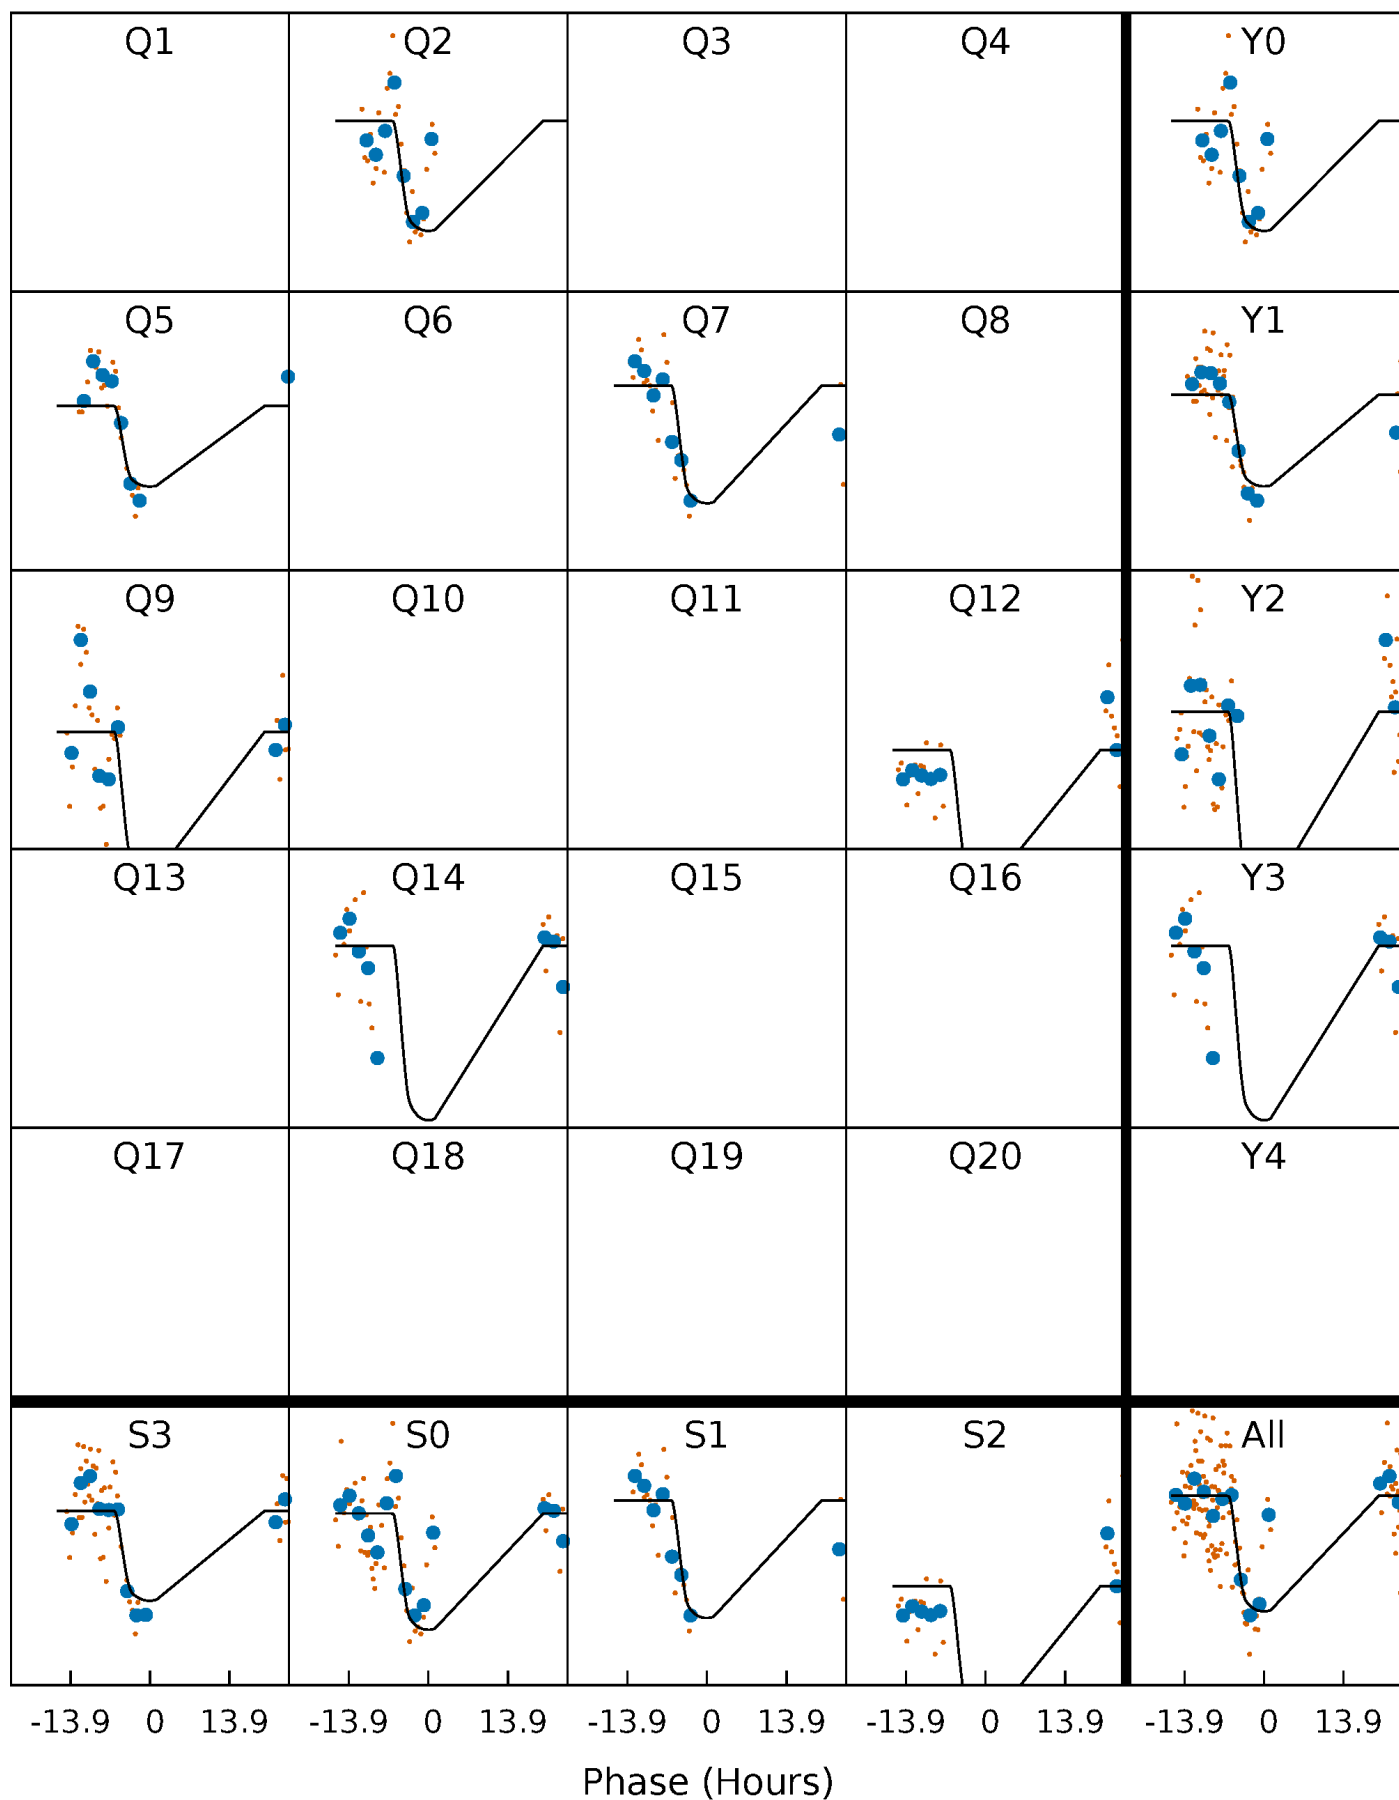 Q1 Q2 Q3 Q4 Y0
Q5 Q6 Q7 Q8 Y1
Q9 Q10 Q11 Q12 Y2
Q13 Q14 Q15 Q16 Y3
Q17 Q18 Q19 Q20 Y4
S3 S0 S1 S2 All
-13.9 0 13.9 -13.9 0 13.9 -13.9 0 13.9 -13.9 0 13.9 -13.9 0 13.9
Phase (Hours)